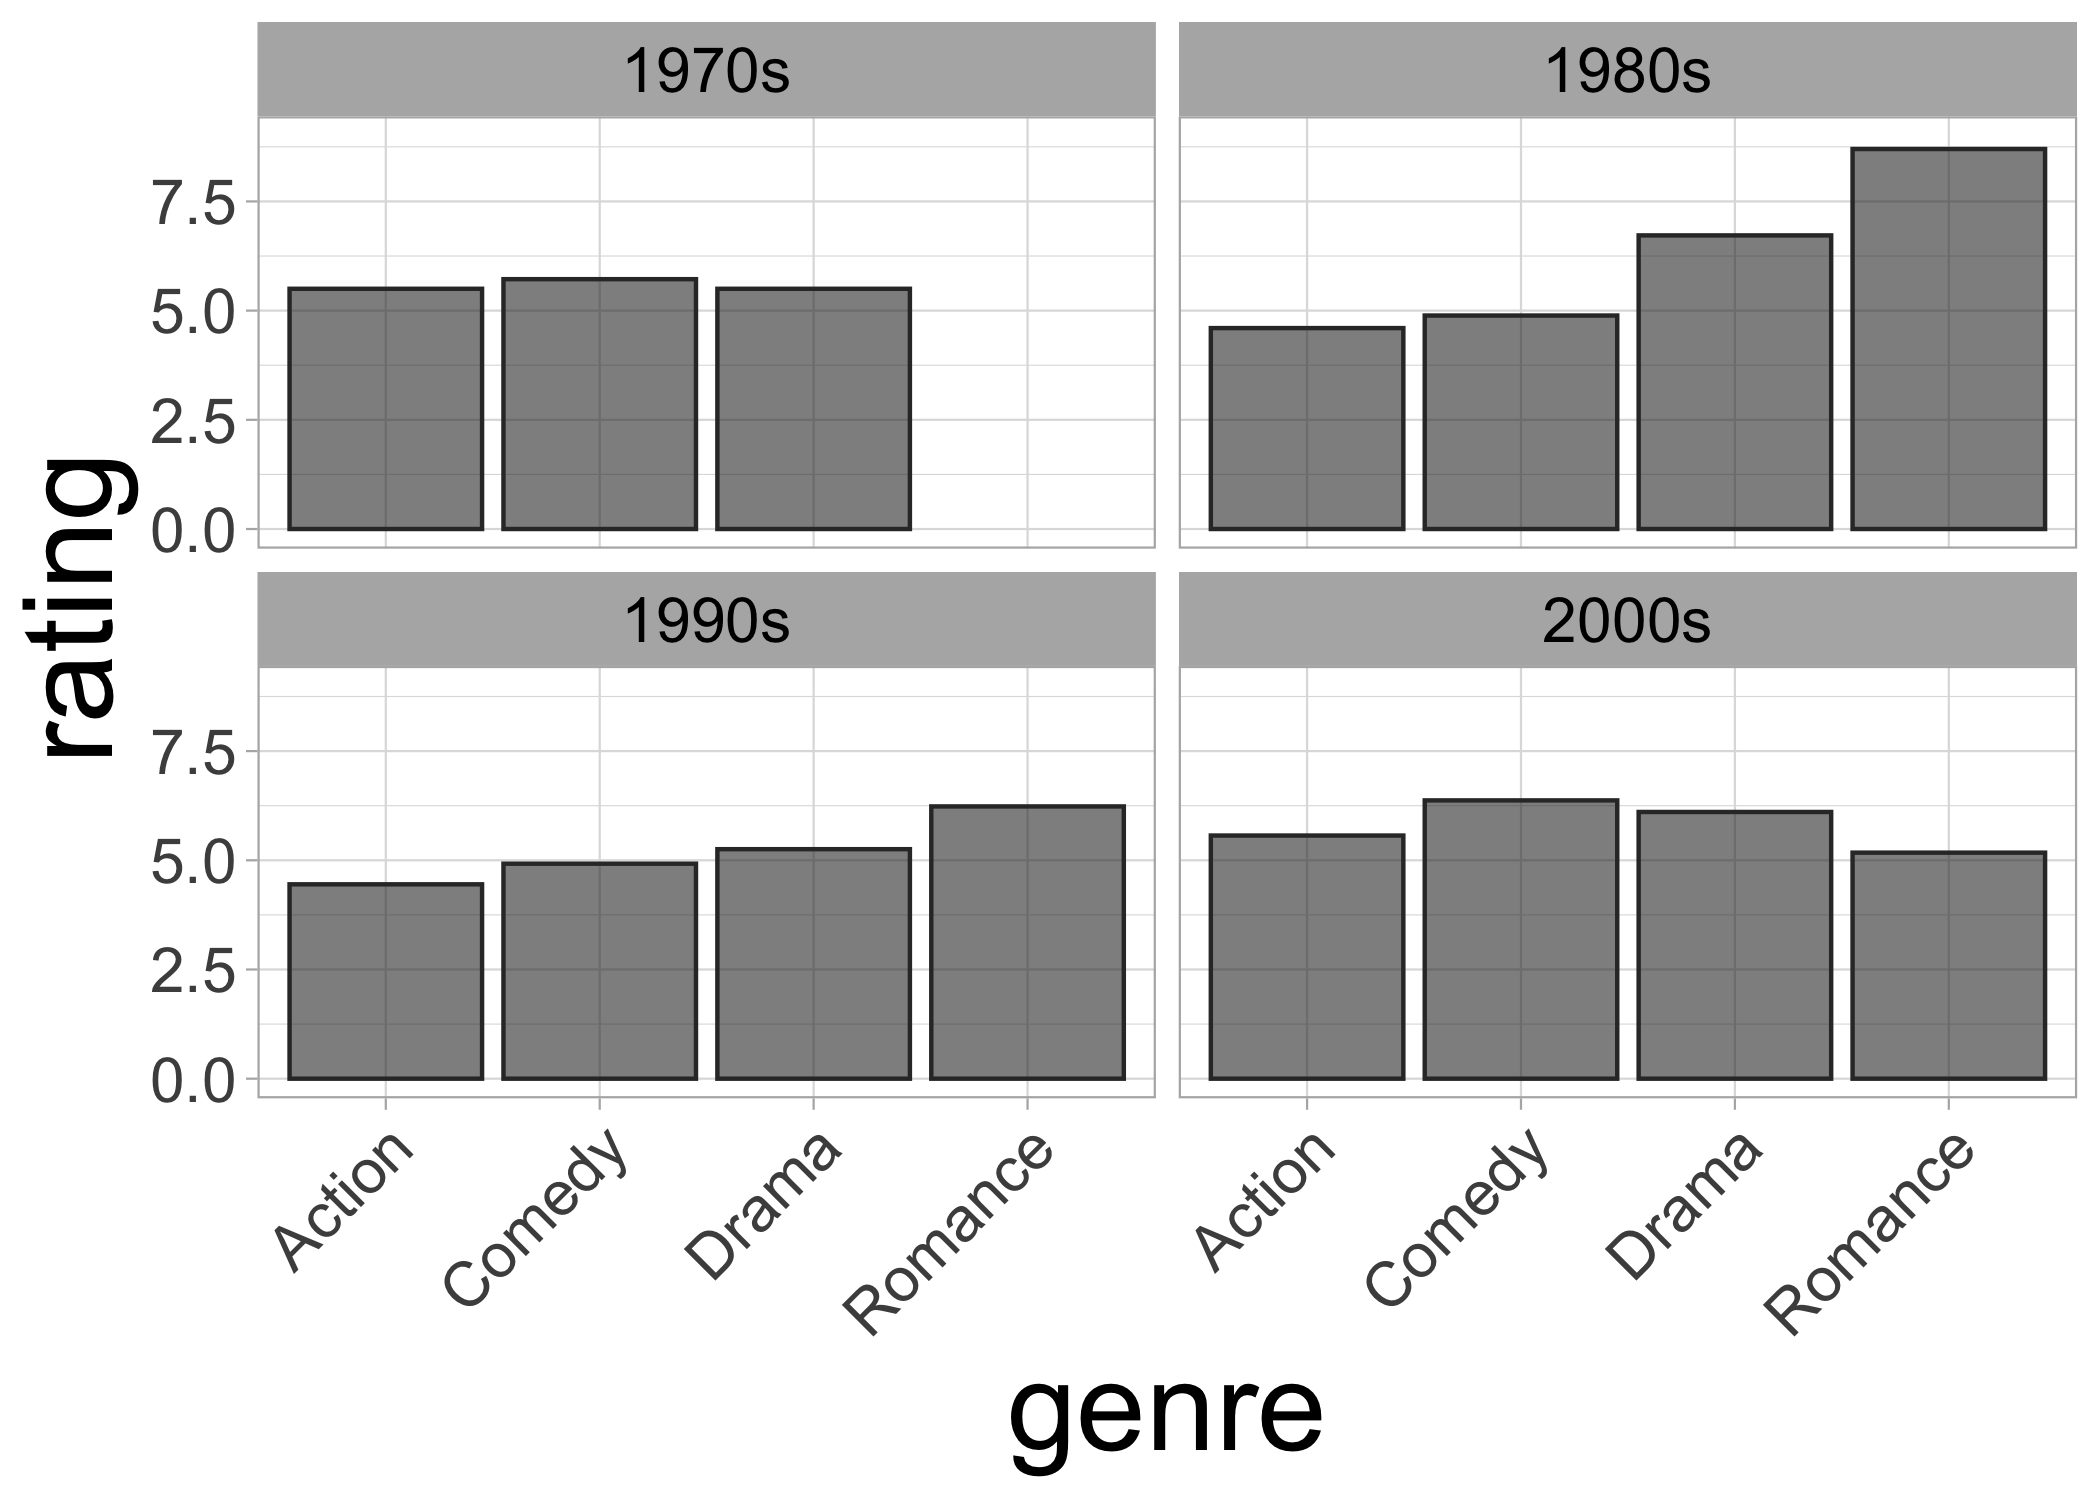 1970s
1980s
7.5
5.0
2.5
0.0
1990s
2000s
7.5
5.0
2.5
0.0
Action
Comedy
Drama
Romance
Action
Comedy
Drama
Romance
rating
genre